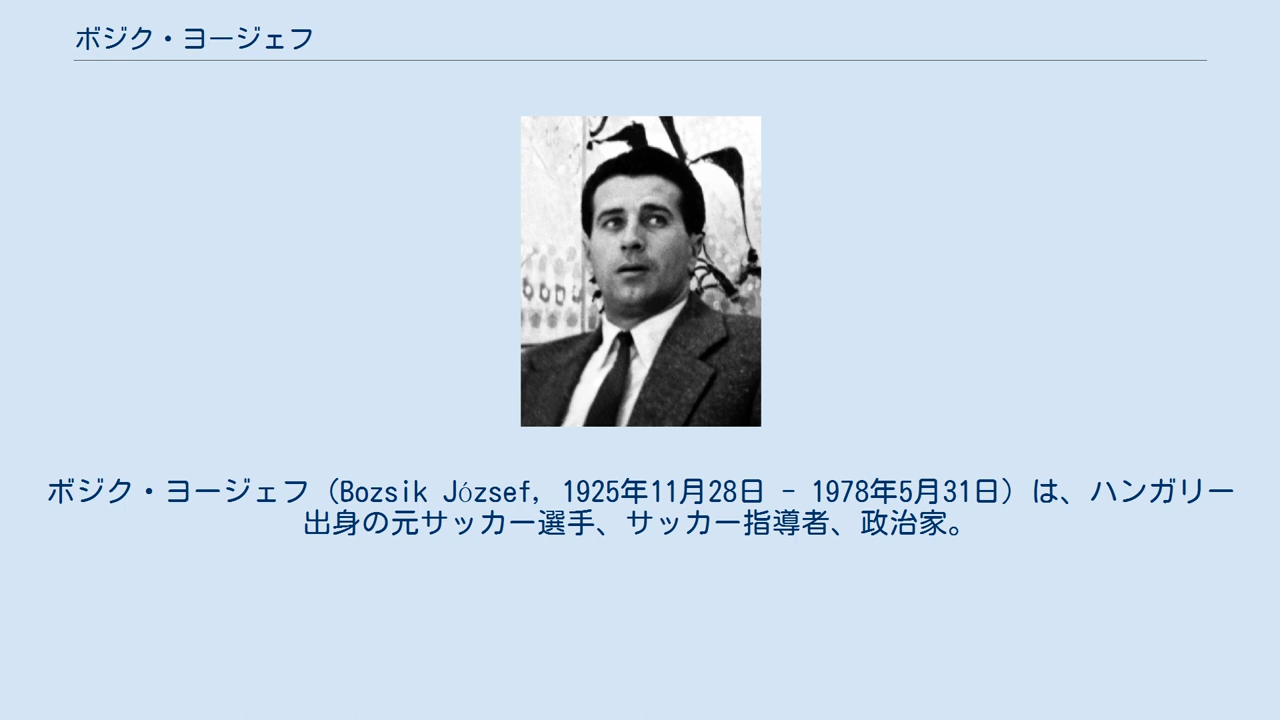 ボジク・ヨージェフ
ボジク・ヨージェフ（Bozsik József, 1925年11月28日 - 1978年5月31日）は、ハンガリー
出身の元サッカー選手、サッカー指導者、政治家。